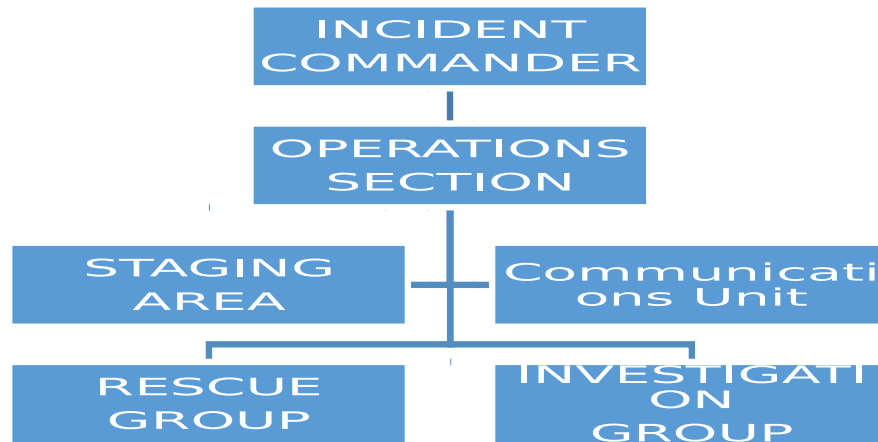 INCIDENT
COMMANDER
OPERATIONS
SECTION
STAGING
AREA
Communicati
ons Unit
RESCUE
GROUP
INVESTIGATI
ON
GROUP